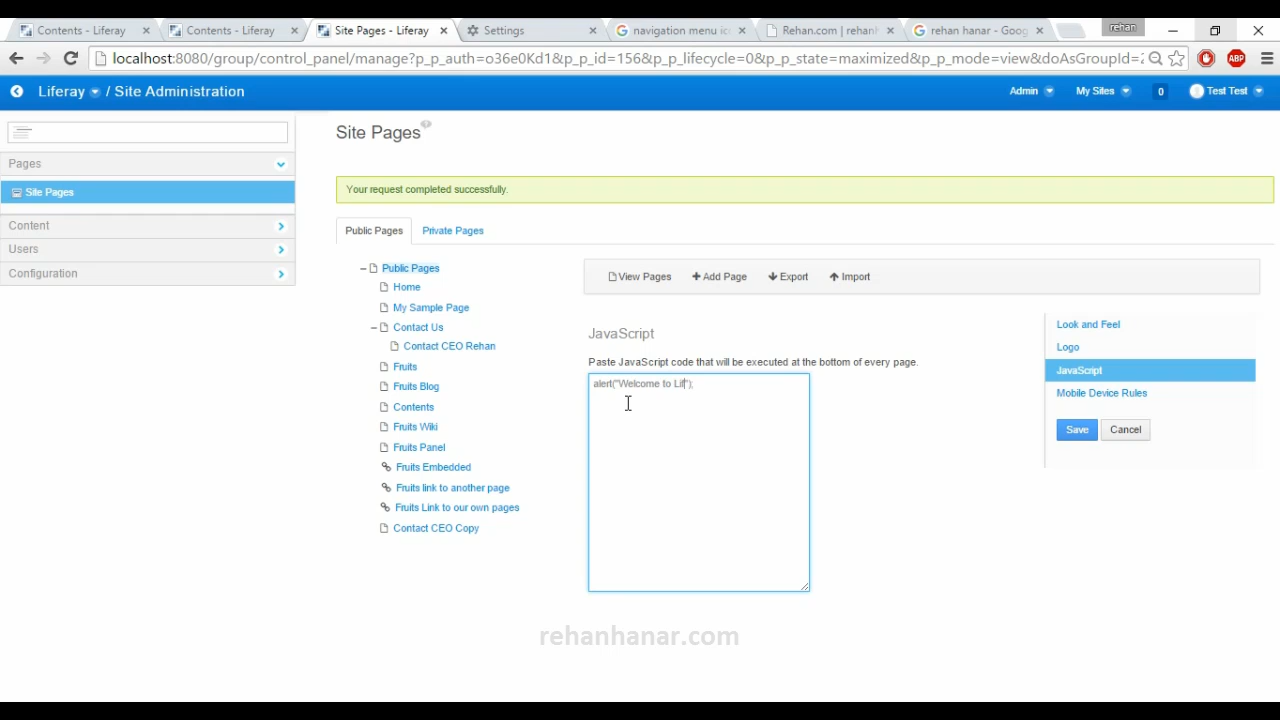 Contents - Liferay
Contents - Liferay
Site Pages - Liferay
Settings
navigation menu ic
Rehan.com | rehanh
rehan hanar - Goog
rehan
localhost:8080/group/control_panel/manage?p_p_auth=o36e0Kd1&p_p_id=156&p_p_lifecycle=0&p_p_state=maximized&p_p_mode=view&doAsGroupId=2
ABP
Liferay / Site Administration
Admin
My Sites
0
Test Test
Pages
Site Pages
Content
Users
Configuration
Site Pages
Your request completed successfully.
Public Pages
Private Pages
Public Pages
Home
My Sample Page
Contact Us
Contact CEO Rehan
Fruits
Fruits Blog
Contents
Fruits Wiki
Fruits Panel
Fruits Embedded
Fruits link to another page
Fruits Link to our own pages
Contact CEO Copy
View Pages
Add Page
Export
Import
JavaScript
Paste JavaScript code that will be executed at the bottom of every page.
alert("Welcome to Lif");
Look and Feel
Logo
JavaScript
Mobile Device Rules
Save
Cancel
rehanhanar.com